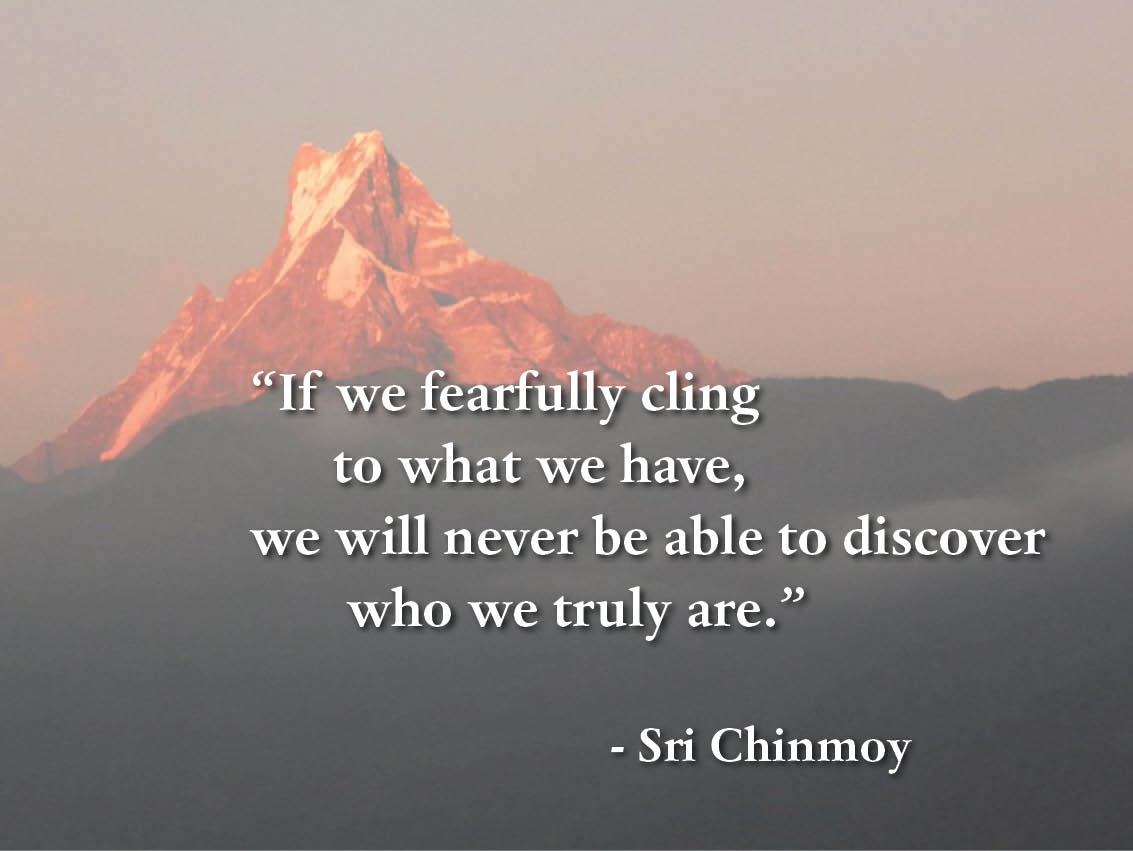 “If we fearfully cling
to what we have,
we will never be able to discover
who we truly are.”
- Sri Chinmoy